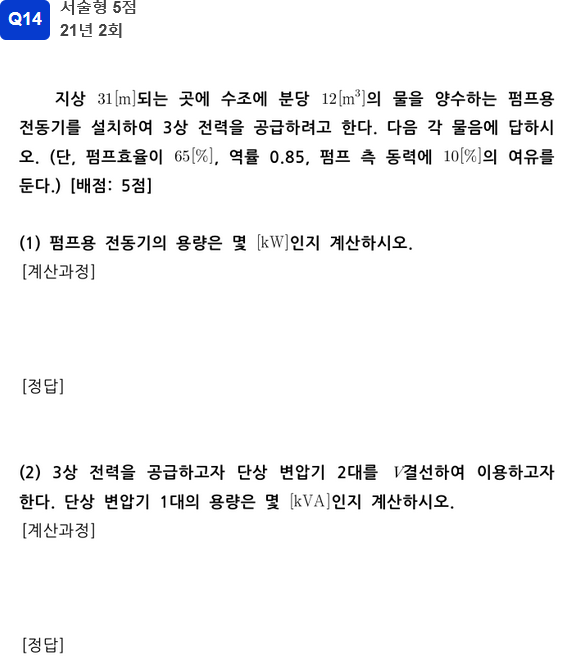 Q14
서술형 5점
21년 2회
지상 31[m]되는 곳에 수조에 분당 12[m³]의 물을 양수하는 펌프용
전동기를 설치하여 3상 전력을 공급하려고 한다. 다음 각 물음에 답하시
오. (단, 펌프효율이 65[%], 역률 0.85, 펌프 측 동력에 10[%]의 여유를
둔다.) [배점: 5점]
(1) 펌프용 전동기의 용량은 몇 [kW]인지 계산하시오.
[계산과정]
[정답]
(2) 3상 전력을 공급하고자 단상 변압기 2대를 V결선하여 이용하고자
한다. 단상 변압기 1대의 용량은 몇 [kVA]인지 계산하시오.
[계산과정]
[정답]